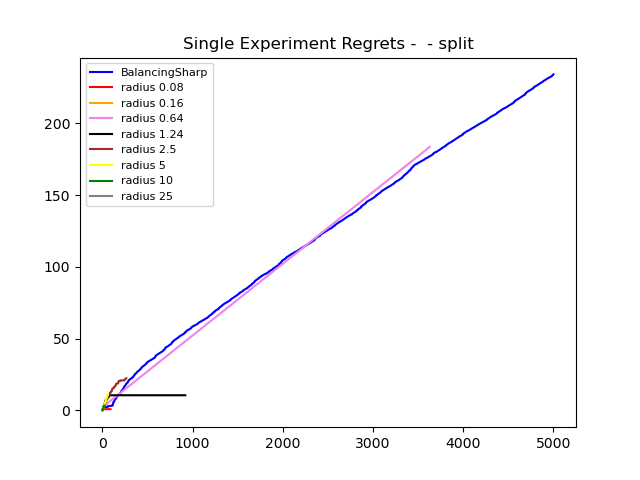 Single Experiment Regrets -  - split
BalancingSharp
radius 0.08
radius 0.16
radius 0.64
radius 1.24
radius 2.5
radius 5
radius 10
radius 25
200
150
100
50
0
0 1000 2000 3000 4000 5000